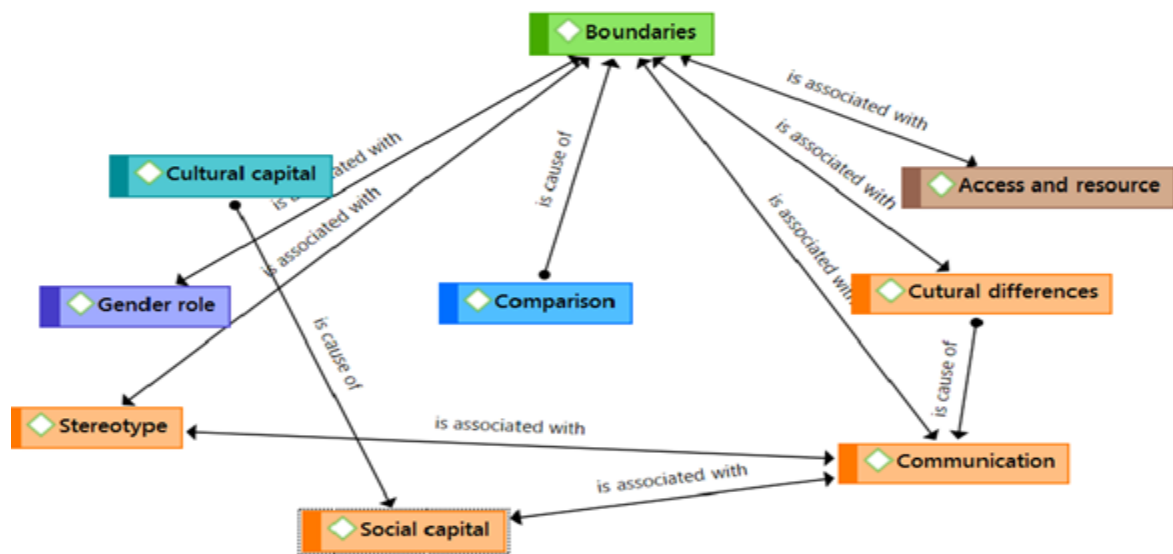 Boundaries
is associated with
is associated with
Cultural capital
ated with
is
Access and resource
is cause of
is associated with
is associated with
Cutural differences
Gender role
Comparison
is associated with
is cause of
is cause of
Stereotype
is associated with
Communication
is associated with
Social capital